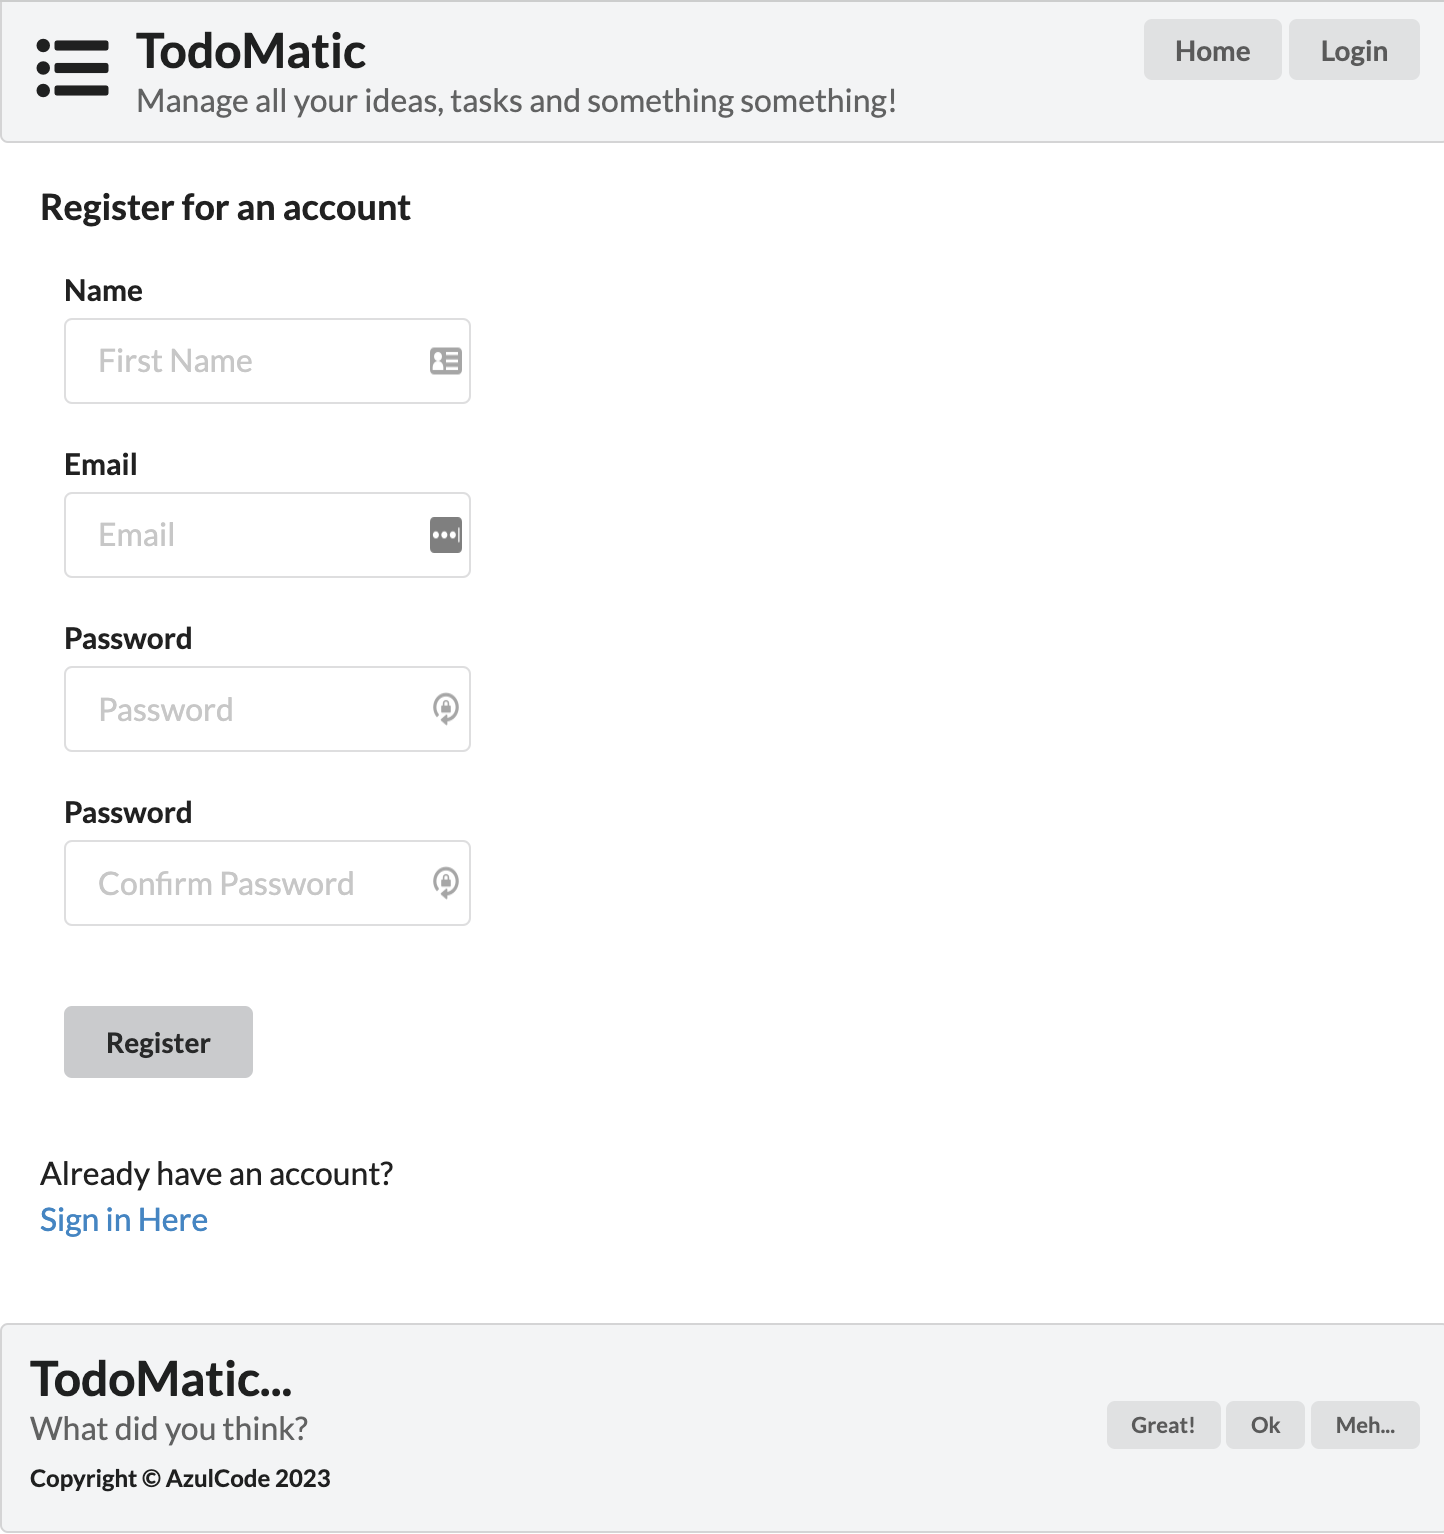 TodoMatic
Manage all your ideas, tasks and something something!
Home
Login
Register for an account
Name
First Name
Email
Email
Password
Password
Password
Confirm Password
Register
Already have an account?
Sign in Here
TodoMatic...
What did you think?
Copyright © AzulCode 2023
Great!
Ok
Meh...